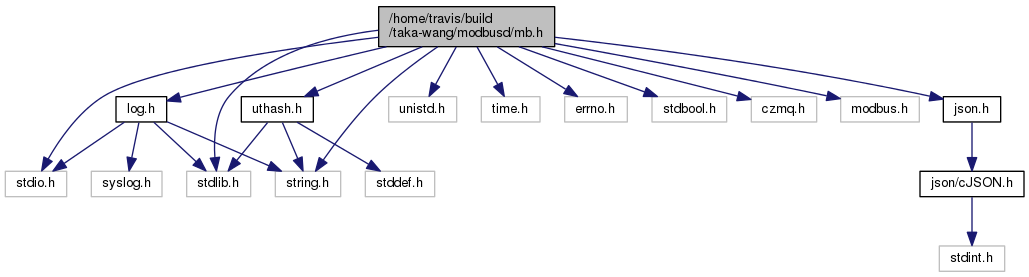 /home/travis/build
/taka-wang/modbusd/mb.h
log.h
uthash.h
unistd.h
time.h
errno.h
stdbool.h
czmq.h
modbus.h
json.h
stdio.h
syslog.h
stdlib.h
string.h
stddef.h
json/cJSON.h
stdint.h